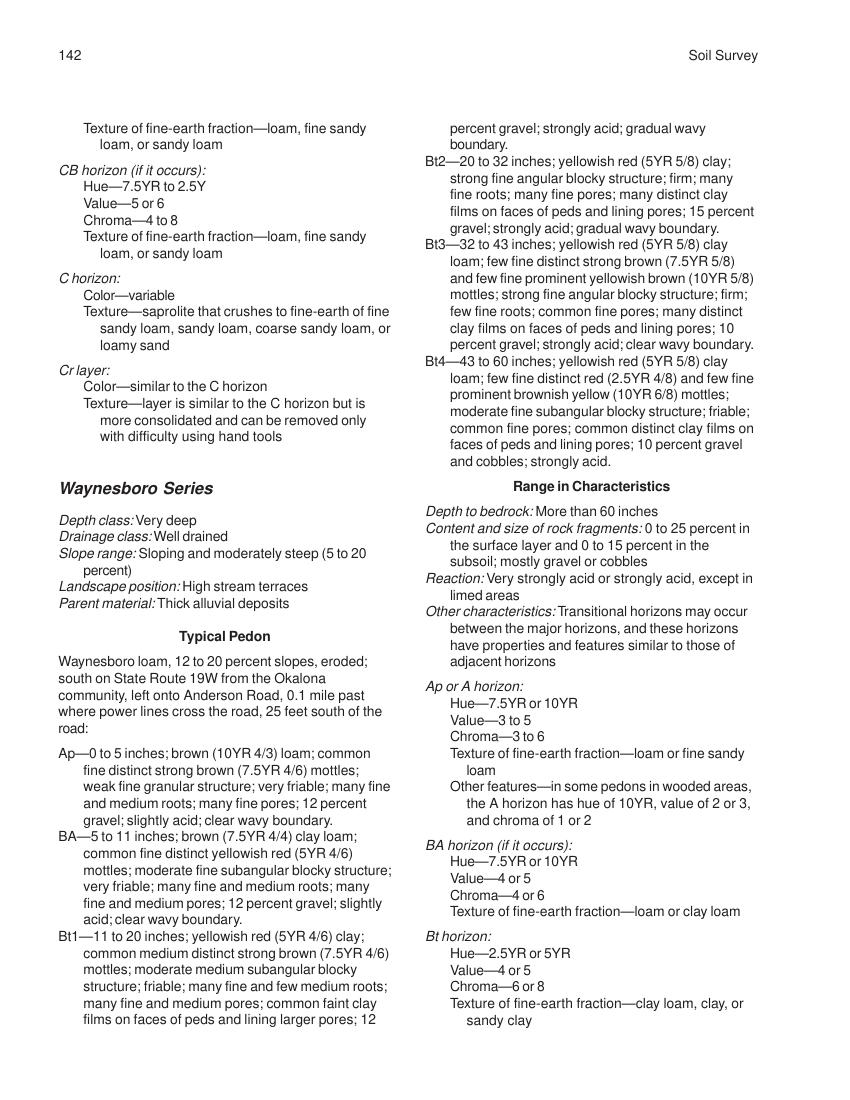 142
Soil Survey
Texture of fine-earth fraction—loam, fine sandy
loam, or sandy loam
CB horizon (if it occurs):
Hue—7.5YR to 2.5Y
Value—5 or 6
Chroma—4 to 8
Texture of fine-earth fraction—loam, fine sandy
loam, or sandy loam
C horizon:
Color—variable
Texture—saprolite that crushes to fine-earth of fine
sandy loam, sandy loam, coarse sandy loam, or
loamy sand
Cr layer:
Color—similar to the C horizon
Texture—layer is similar to the C horizon but is
more consolidated and can be removed only
with difficulty using hand tools
Waynesboro Series
Depth class: Very deep
Drainage class: Well drained
Slope range: Sloping and moderately steep (5 to 20
percent)
Landscape position: High stream terraces
Parent material: Thick alluvial deposits
Typical Pedon
Waynesboro loam, 12 to 20 percent slopes, eroded;
south on State Route 19W from the Okalona
community, left onto Anderson Road, 0.1 mile past
where power lines cross the road, 25 feet south of the
road:
Ap—0 to 5 inches; brown (10YR 4/3) loam; common
fine distinct strong brown (7.5YR 4/6) mottles;
weak fine granular structure; very friable; many fine
and medium roots; many fine pores; 12 percent
gravel; slightly acid; clear wavy boundary.
BA—5 to 11 inches; brown (7.5YR 4/4) clay loam;
common fine distinct yellowish red (5YR 4/6)
mottles; moderate fine subangular blocky structure;
very friable; many fine and medium roots; many
fine and medium pores; 12 percent gravel; slightly
acid; clear wavy boundary.
Bt1—11 to 20 inches; yellowish red (5YR 4/6) clay;
common medium distinct strong brown (7.5YR 4/6)
mottles; moderate medium subangular blocky
structure; friable; many fine and few medium roots;
many fine and medium pores; common faint clay
films on faces of peds and lining larger pores; 12
percent gravel; strongly acid; gradual wavy
boundary.
Bt2—20 to 32 inches; yellowish red (5YR 5/8) clay;
strong fine angular blocky structure; firm; many
fine roots; many fine pores; many distinct clay
films on faces of peds and lining pores; 15 percent
gravel; strongly acid; gradual wavy boundary.
Bt3—32 to 43 inches; yellowish red (5YR 5/8) clay
loam; few fine distinct strong brown (7.5YR 5/8)
and few fine prominent yellowish brown (10YR 5/8)
mottles; strong fine angular blocky structure; firm;
few fine roots; common fine pores; many distinct
clay films on faces of peds and lining pores; 10
percent gravel; strongly acid; clear wavy boundary.
Bt4—43 to 60 inches; yellowish red (5YR 5/8) clay
loam; few fine distinct red (2.5YR 4/8) and few fine
prominent brownish yellow (10YR 6/8) mottles;
moderate fine subangular blocky structure; friable;
common fine pores; common distinct clay films on
faces of peds and lining pores; 10 percent gravel
and cobbles; strongly acid.
Range in Characteristics
Depth to bedrock: More than 60 inches
Content and size of rock fragments: 0 to 25 percent in
the surface layer and 0 to 15 percent in the
subsoil; mostly gravel or cobbles
Reaction: Very strongly acid or strongly acid, except in
limed areas
Other characteristics: Transitional horizons may occur
between the major horizons, and these horizons
have properties and features similar to those of
adjacent horizons
Ap or A horizon:
Hue—7.5YR or 10YR
Value—3 to 5
Chroma—3 to 6
Texture of fine-earth fraction—loam or fine sandy
loam
Other features—in some pedons in wooded areas,
the A horizon has hue of 10YR, value of 2 or 3,
and chroma of 1 or 2
BA horizon (if it occurs):
Hue—7.5YR or 10YR
Value—4 or 5
Chroma—4 or 6
Texture of fine-earth fraction—loam or clay loam
Bt horizon:
Hue—2.5YR or 5YR
Value—4 or 5
Chroma—6 or 8
Texture of fine-earth fraction—clay loam, clay, or
sandy clay